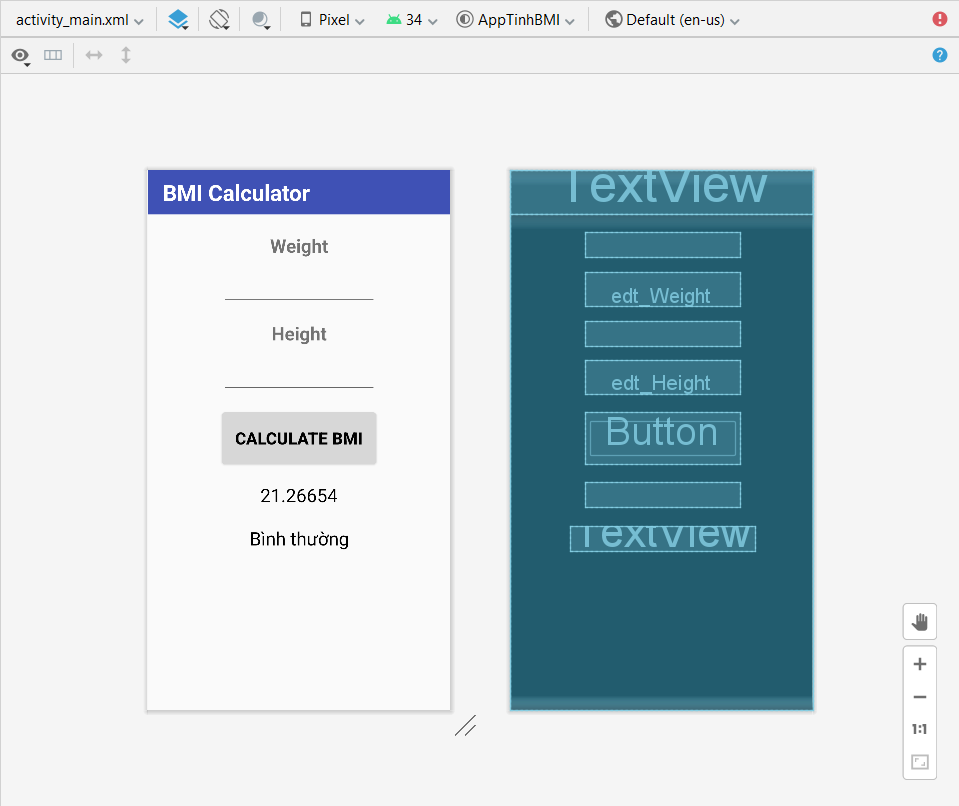 activity_main.xml Pixel 34 AppTinhBMI Default (en-us)
BMI Calculator
Weight
Height
CALCULATE BMI
21.26654
Bình thường
TextView
edt_Weight
edt_Height
Button
TextView
1:1